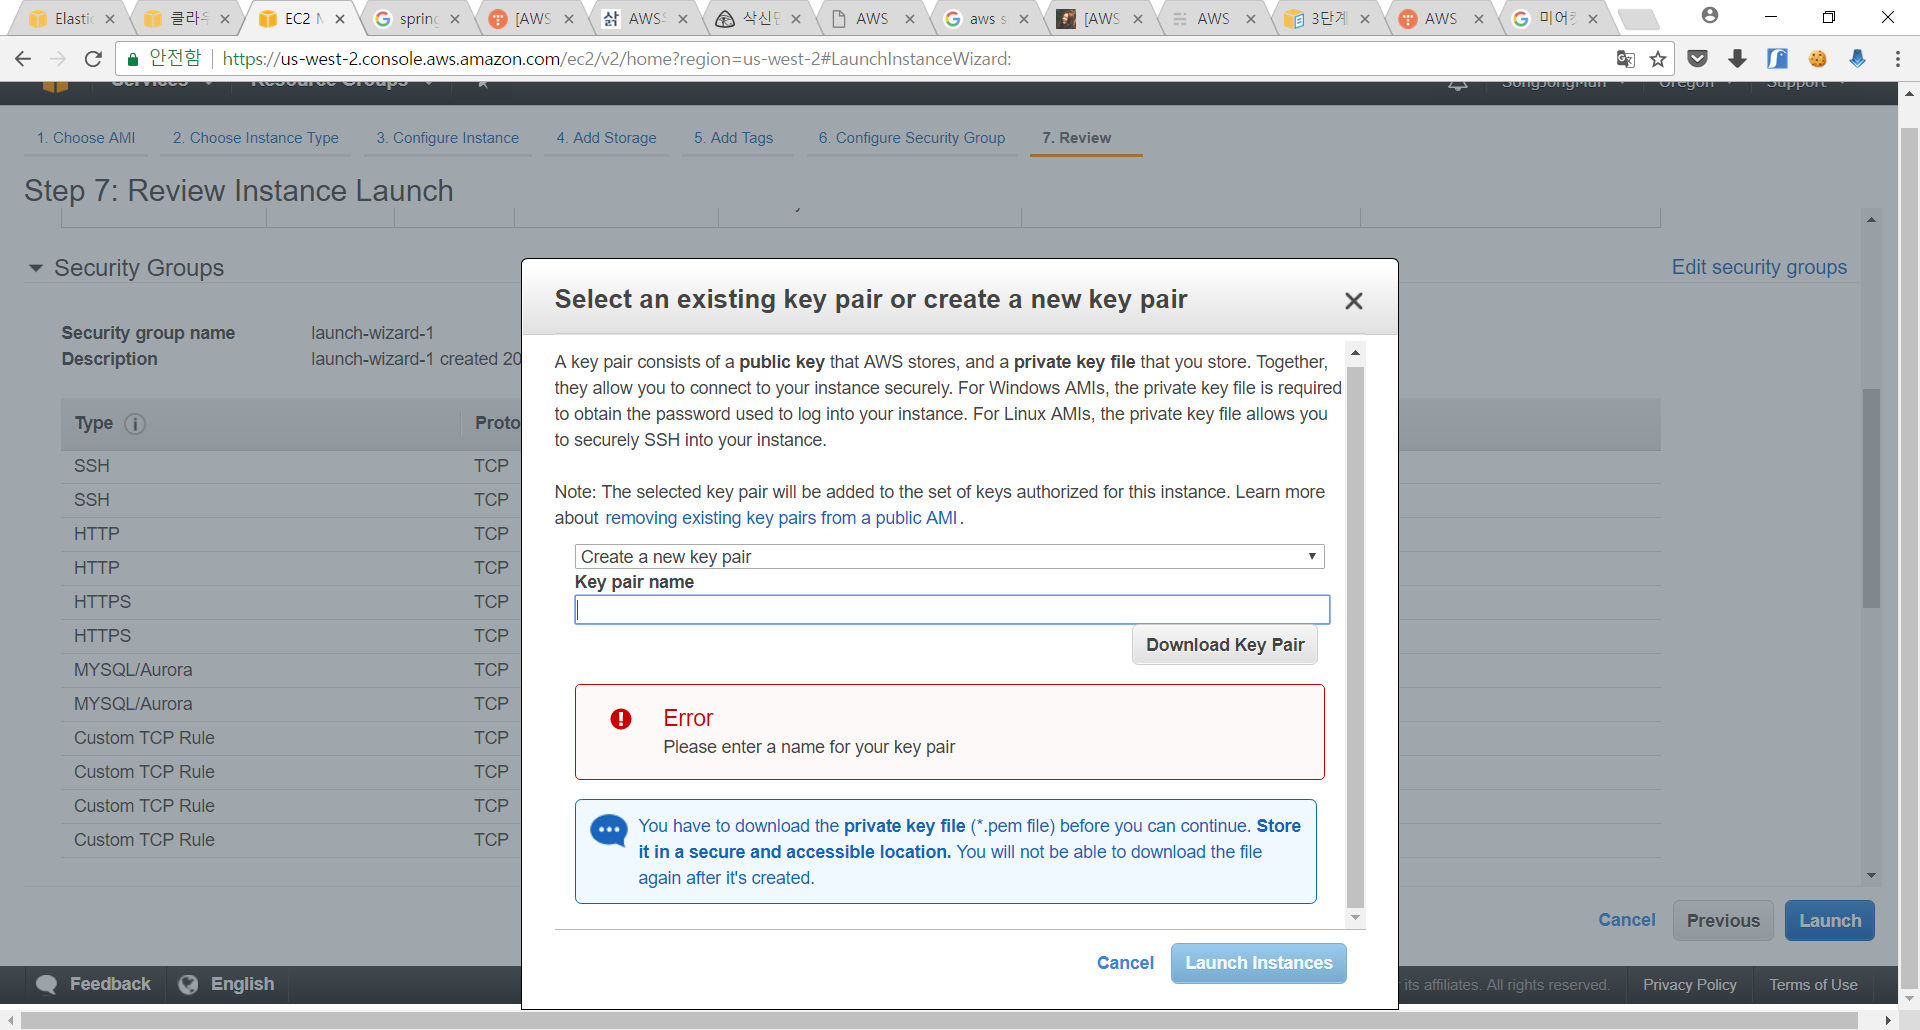 Elastic
클라우
EC2 M
spring
[AWS
AWS
삭신
AWS
aws s
[AWS
AWS
3단계
AWS
미어캣
안전함
https://us-west-2.console.aws.amazon.com/ec2/v2/home?region=us-west-2#LaunchInstanceWizard:
Services
Resource Groups
SongJongMun
Oregon
Support
1. Choose AMI
2. Choose Instance Type
3. Configure Instance
4. Add Storage
5. Add Tags
6. Configure Security Group
7. Review
Step 7: Review Instance Launch
Security Groups
Edit security groups
Security group name
launch-wizard-1
Description
launch-wizard-1 created 20
Type
Proto
SSH
TCP
SSH
TCP
HTTP
TCP
HTTP
TCP
HTTPS
TCP
HTTPS
TCP
MYSQL/Aurora
TCP
MYSQL/Aurora
TCP
Custom TCP Rule
TCP
Custom TCP Rule
TCP
Custom TCP Rule
TCP
Custom TCP Rule
TCP
Select an existing key pair or create a new key pair
A key pair consists of a public key that AWS stores, and a private key file that you store. Together,
they allow you to connect to your instance securely. For Windows AMIs, the private key file is required
to obtain the password used to log into your instance. For Linux AMIs, the private key file allows you
to securely SSH into your instance.
Note: The selected key pair will be added to the set of keys authorized for this instance. Learn more
about removing existing key pairs from a public AMI.
Create a new key pair
Key pair name
Download Key Pair
Error
Please enter a name for your key pair
You have to download the private key file (*.pem file) before you can continue. Store
it in a secure and accessible location. You will not be able to download the file
again after it's created.
Cancel
Launch Instances
Cancel
Previous
Launch
Feedback
English
its affiliates. All rights reserved.
Privacy Policy
Terms of Use